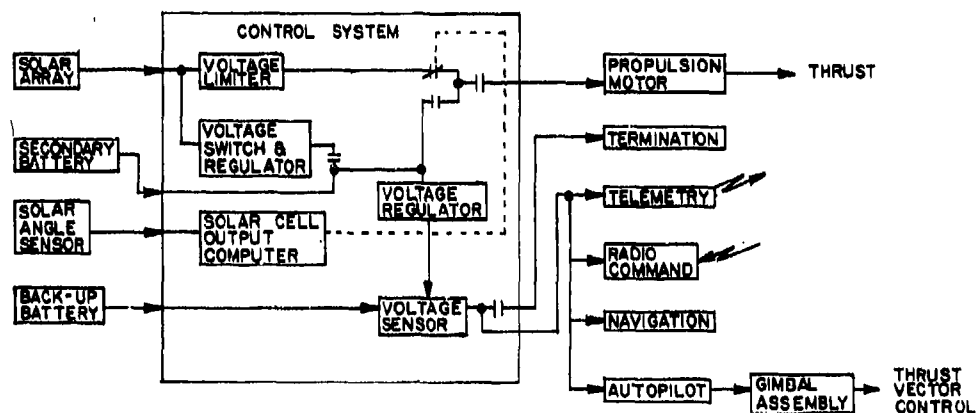 CONTROL SYSTEM
SOLAR
ARRAY
VOLTAGE
LIMITER
PROPULSION
MOTOR
THRUST
SECONDARY
BATTERY
VOLTAGE
SWITCH &
REGULATOR
TERMINATION
SOLAR
ANGLE
SENSOR
SOLAR CELL
OUTPUT
COMPUTER
VOLTAGE
REGULATOR
TELEMETRY
RADIO
COMMAND
BACK-UP
BATTERY
VOLTAGE
SENSOR
NAVIGATION
AUTOPILOT
GIMBAL
ASSEMBLY
THRUST
VECTOR
CONTROL